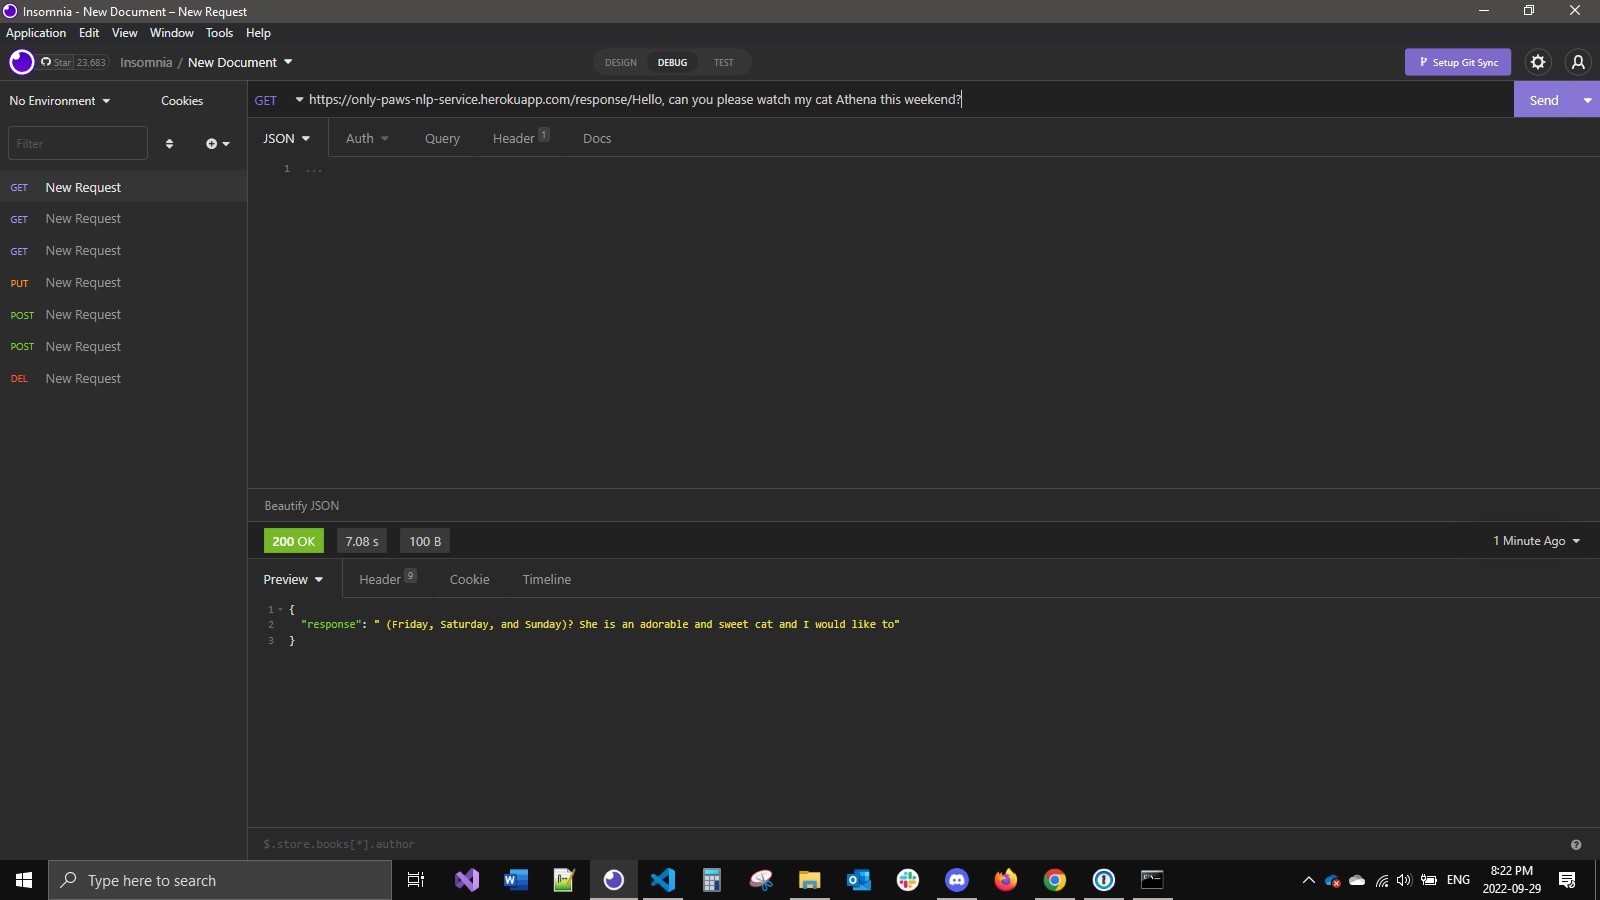 Insomnia - New Document – New Request
Application Edit View Window Tools Help
Star 23,683 Insomnia / New Document DESIGN DEBUG TEST Setup Git Sync
No Environment Cookies GET https://only-paws-nlp-service.herokuapp.com/response/Hello, can you please watch my cat Athena this weekend? Send
Filter
JSON Auth Query Header 1 Docs
1 ...
GET New Request
GET New Request
GET New Request
PUT New Request
POST New Request
POST New Request
DEL New Request
Beautify JSON
200 OK 7.08 s 100 B 1 Minute Ago
Preview Header 9 Cookie Timeline
1 {
2 "response": " (Friday, Saturday, and Sunday)? She is an adorable and sweet cat and I would like to"
3 }
$.store.books[*].author
Type here to search
ENG
8:22 PM
2022-09-29